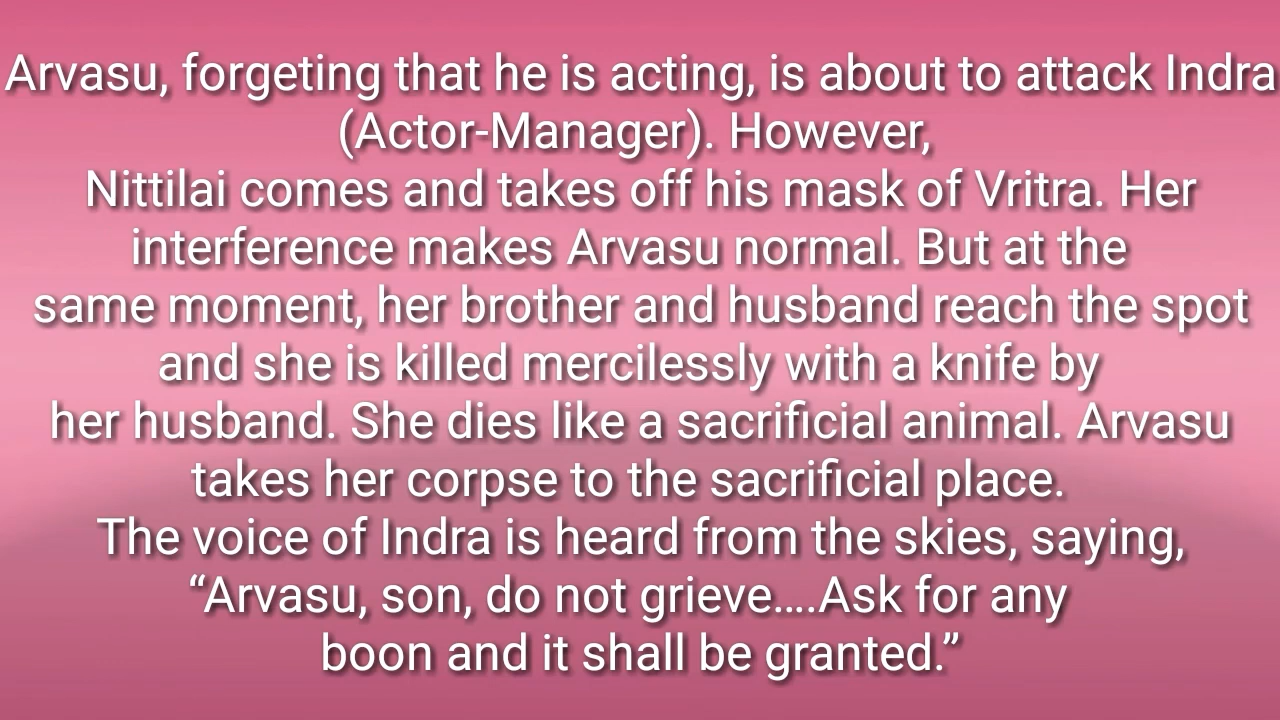 Arvasu, forgeting that he is acting, is about to attack Indra
(Actor-Manager). However,
Nittilai comes and takes off his mask of Vritra. Her
interference makes Arvasu normal. But at the
same moment, her brother and husband reach the spot
and she is killed mercilessly with a knife by
her husband. She dies like a sacrificial animal. Arvasu
takes her corpse to the sacrificial place.
The voice of Indra is heard from the skies, saying,
“Arvasu, son, do not grieve....Ask for any
boon and it shall be granted.”